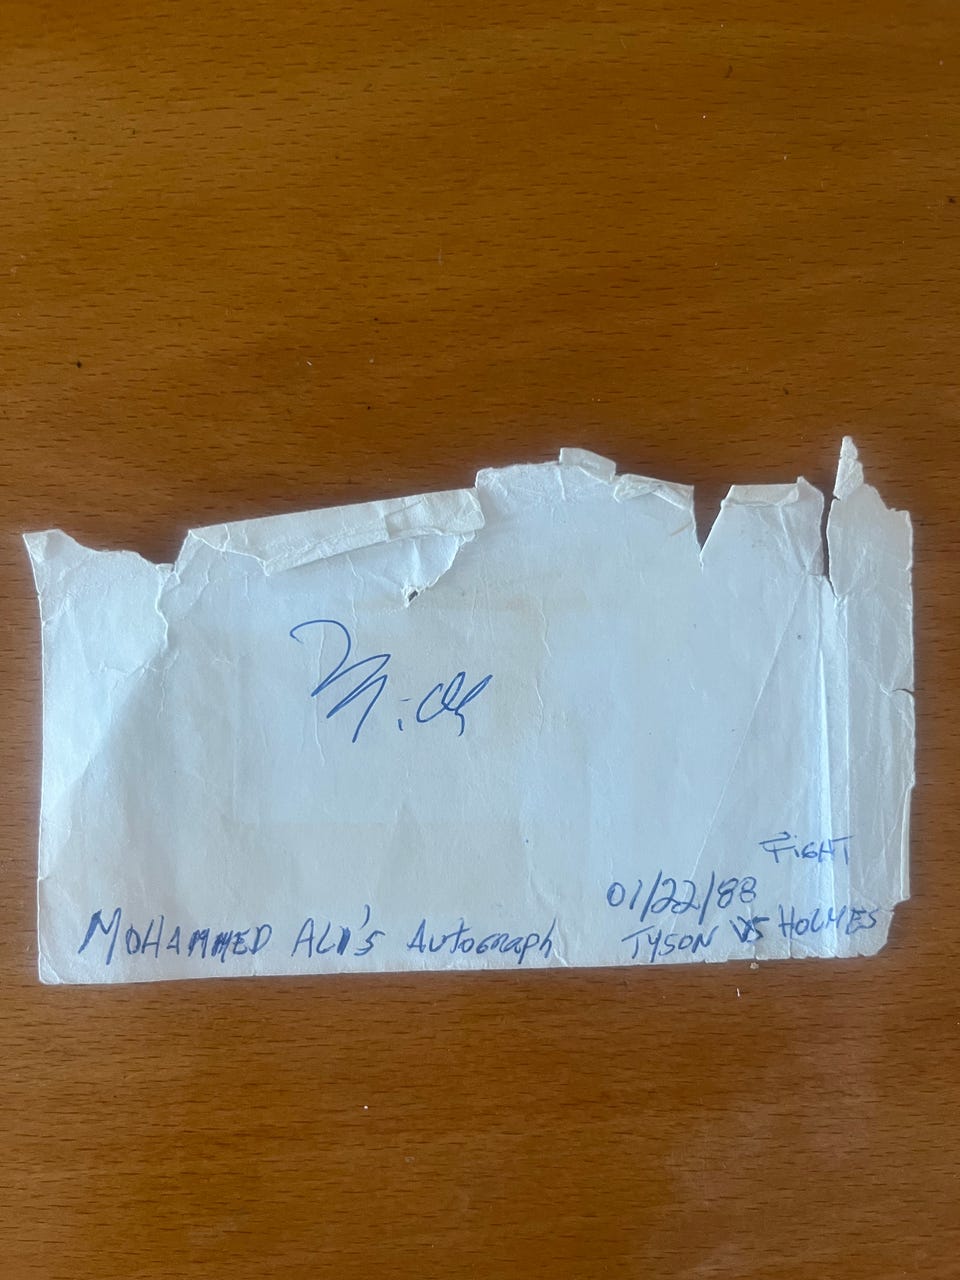 FIGHT
01/22/88
MOHAMMED ALI'S Autograph TYSON VS HOLMES